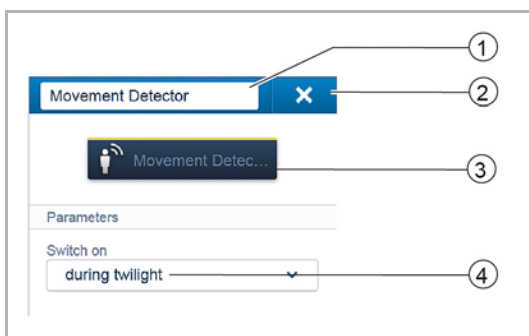 1
Movement Detector
2
Movement Detec...
3
Parameters
Switch on
during twilight
4